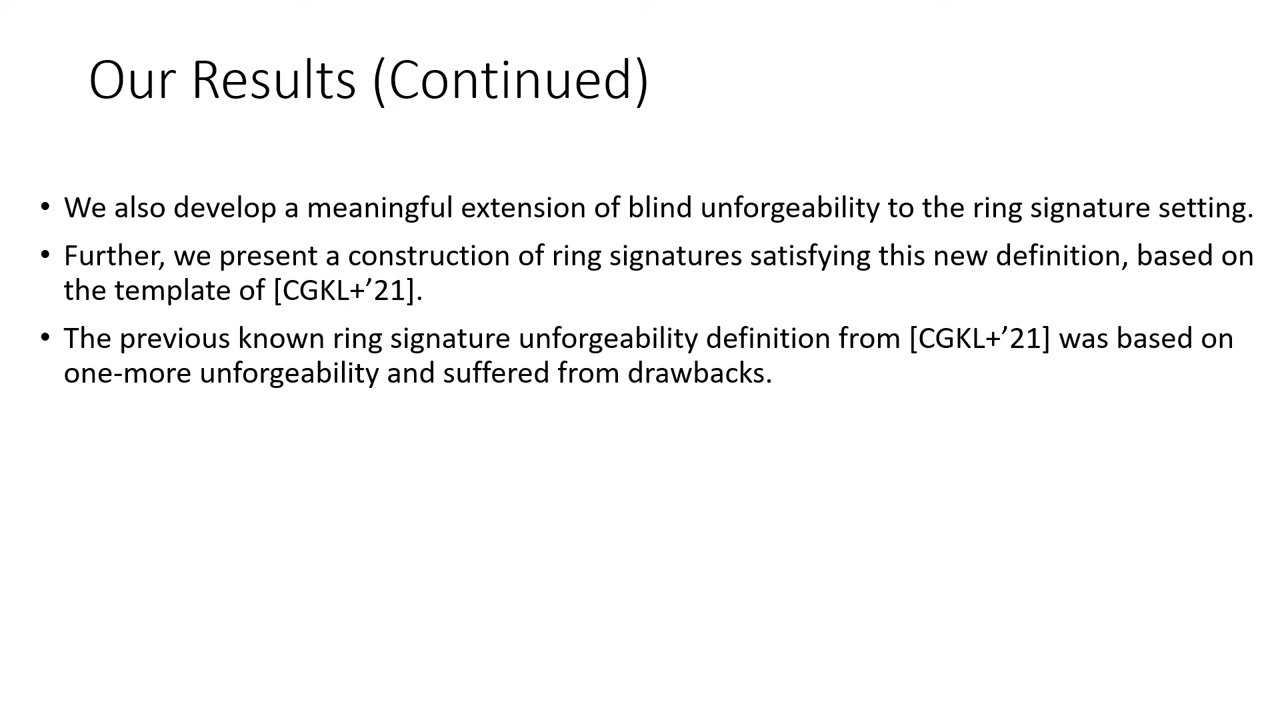 Our Results (Continued)
• We also develop a meaningful extension of blind unforgeability to the ring signature setting.
• Further, we present a construction of ring signatures satisfying this new definition, based on
the template of [CGKL+’21].
• The previous known ring signature unforgeability definition from [CGKL+’21] was based on
one-more unforgeability and suffered from drawbacks.